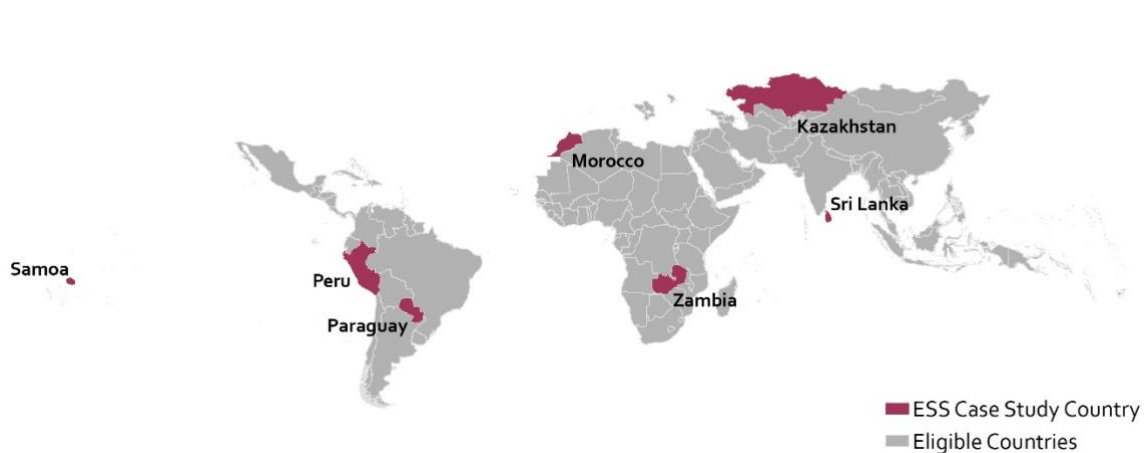 Kazakhstan
Morocco
Sri Lanka
Samoa
Peru
Zambia
Paraguay
ESS Case Study Country
Eligible Countries